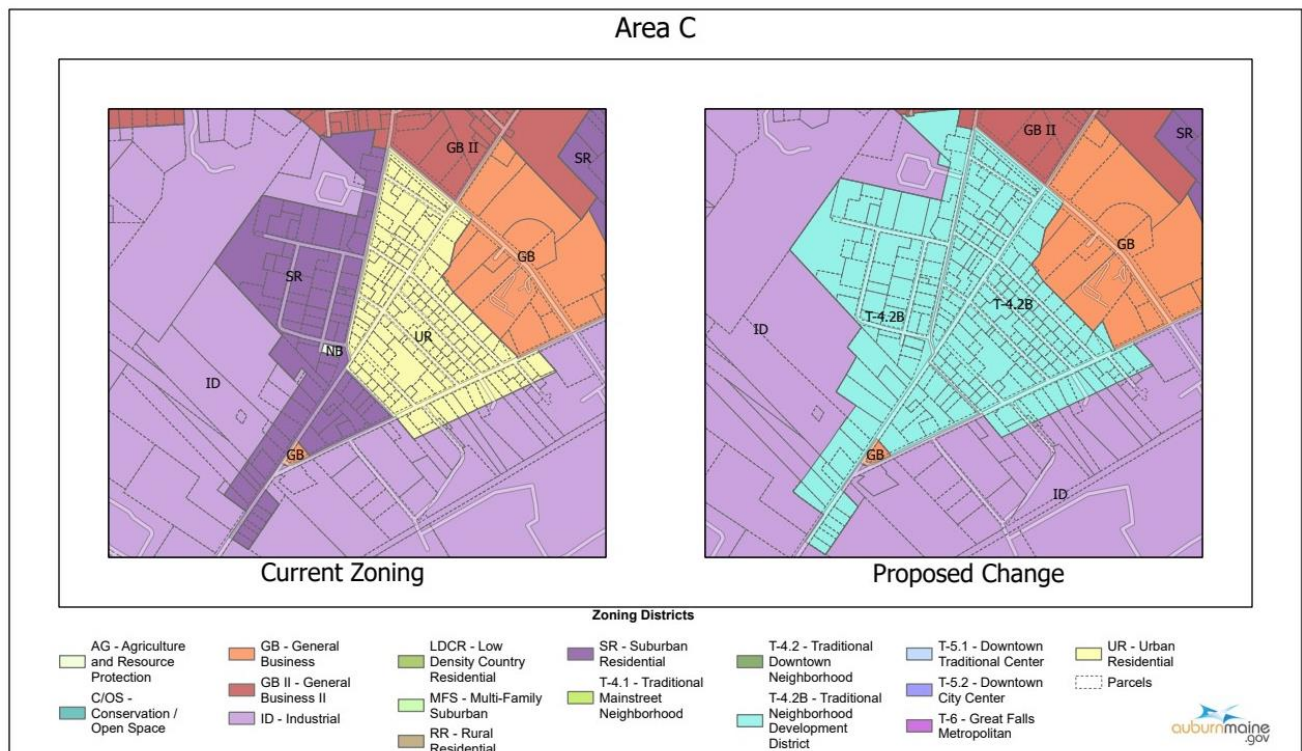 Area C
GB II
SR
GB
SR
NB
UR
ID
GB
Current Zoning
GB II
SR
GB
T-4.2B
T-4.2B
ID
GB
ID
Proposed Change
Zoning Districts
AG - Agriculture
and Resource
Protection
C/OS -
Conservation /
Open Space
GB - General
Business
GB II - General
Business II
ID - Industrial
LDCR - Low
Density Country
Residential
MFS - Multi-Family
Suburban
RR - Rural
Residential
SR - Suburban
Residential
T-4.1 - Traditional
Mainstreet
Neighborhood
T-4.2 - Traditional
Downtown
Neighborhood
T-4.2B - Traditional
Neighborhood
Development
District
T-5.1 - Downtown
Traditional Center
T-5.2 - Downtown
City Center
T-6 - Great Falls
Metropolitan
UR - Urban
Residential
Parcels
auburnmaine
.gov